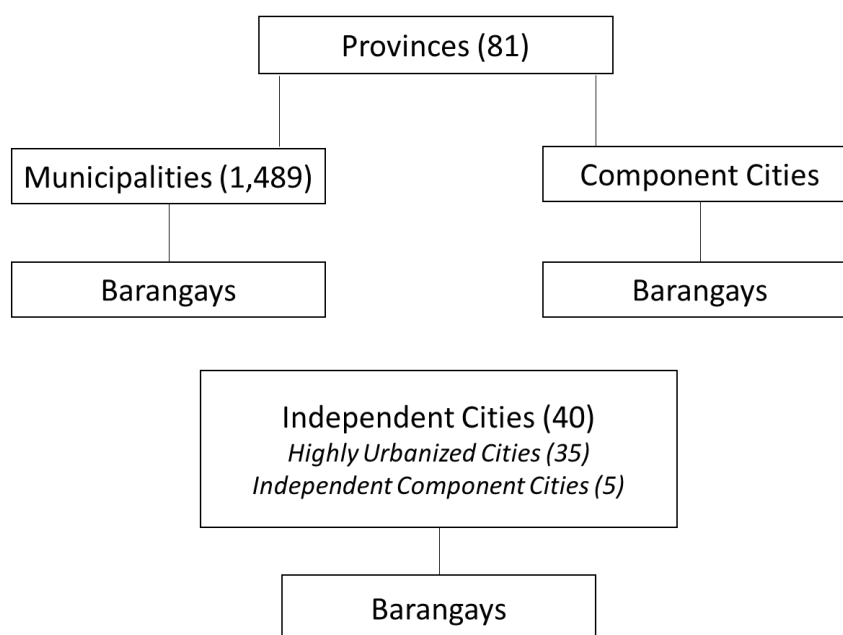 Provinces (81)
Municipalities (1,489)
Component Cities
Barangays
Barangays
Independent Cities (40)
Highly Urbanized Cities (35)
Independent Component Cities (5)
Barangays